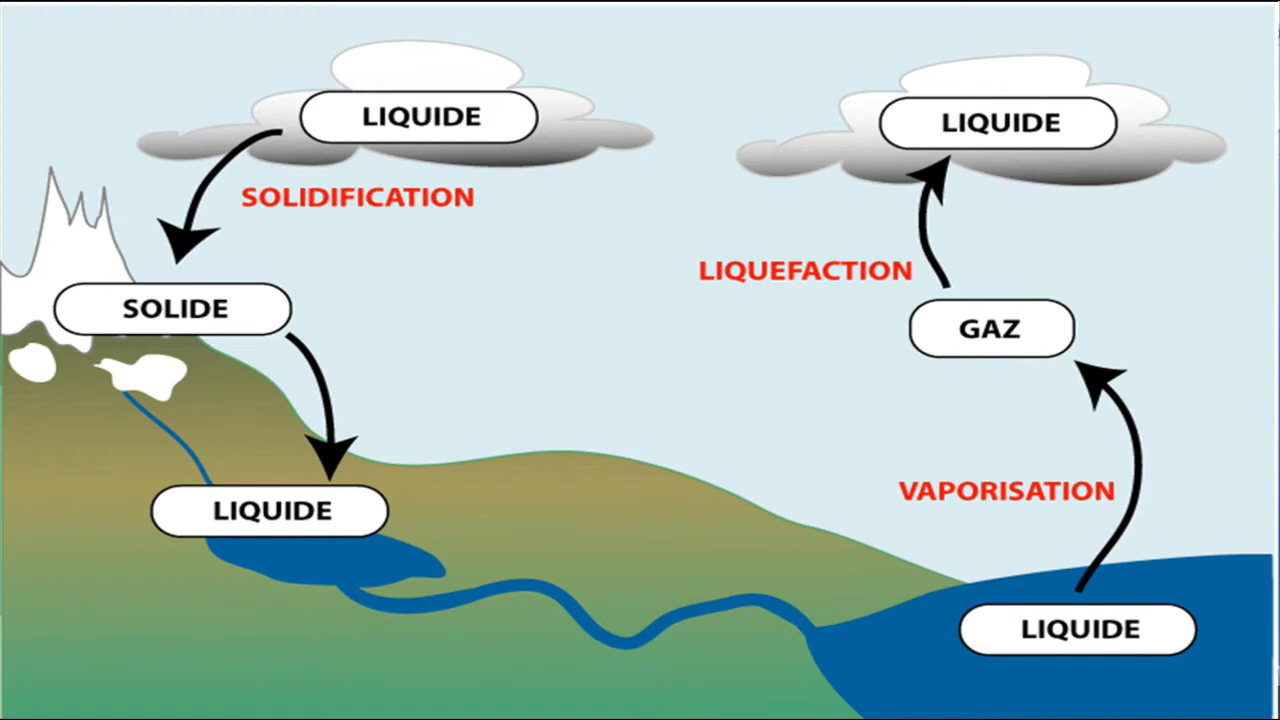 LIQUIDE
LIQUIDE
SOLIDIFICATION
LIQUEFACTION
SOLIDE
GAZ
VAPORISATION
LIQUIDE
LIQUIDE